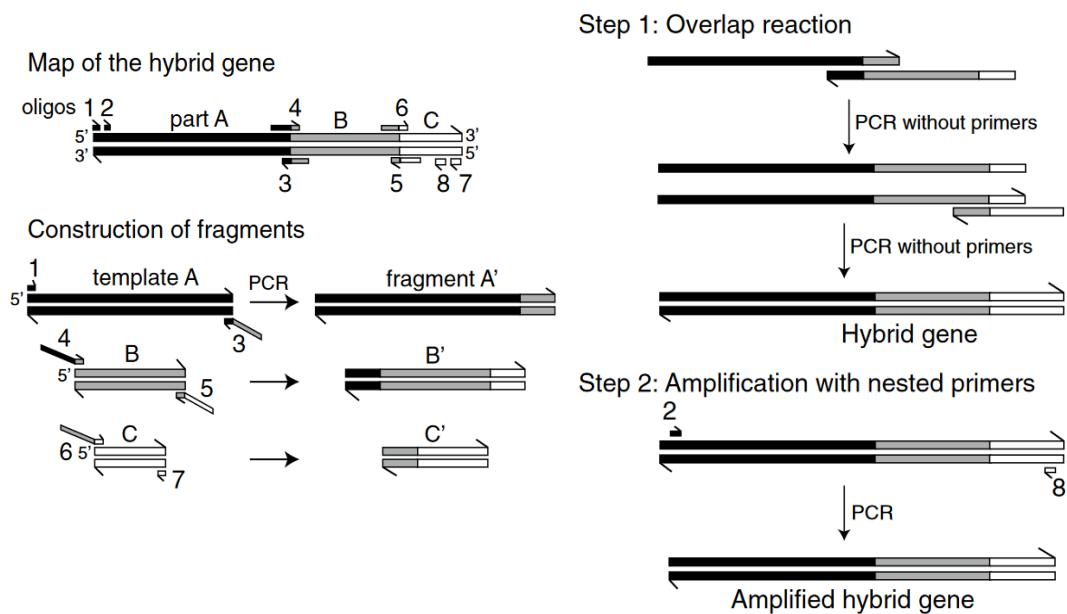 Map of the hybrid gene
oligos 1 2 part A 4 B 6 C
5' 3'
3' 5'
3 5 8 7
Construction of fragments
1 template A PCR fragment A'
5'
3
4 B B'
5'
5
C C'
6 5'
7
Step 1: Overlap reaction
PCR without primers
PCR without primers
Hybrid gene
Step 2: Amplification with nested primers
2
8
PCR
Amplified hybrid gene